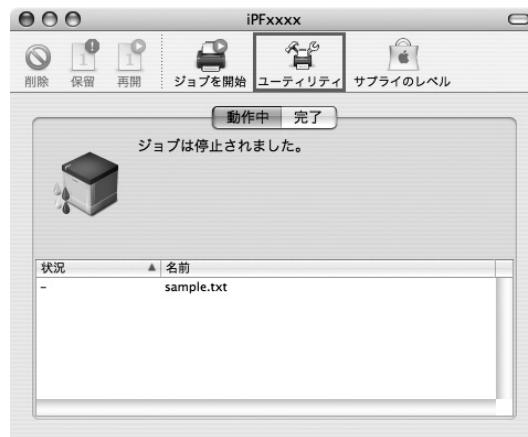 iPFxxxx
削除 保留 再開 ジョブを開始 ユーティリティ サプライのレベル
動作中 完了
ジョブは停止されました。
状況 名前
- sample.txt